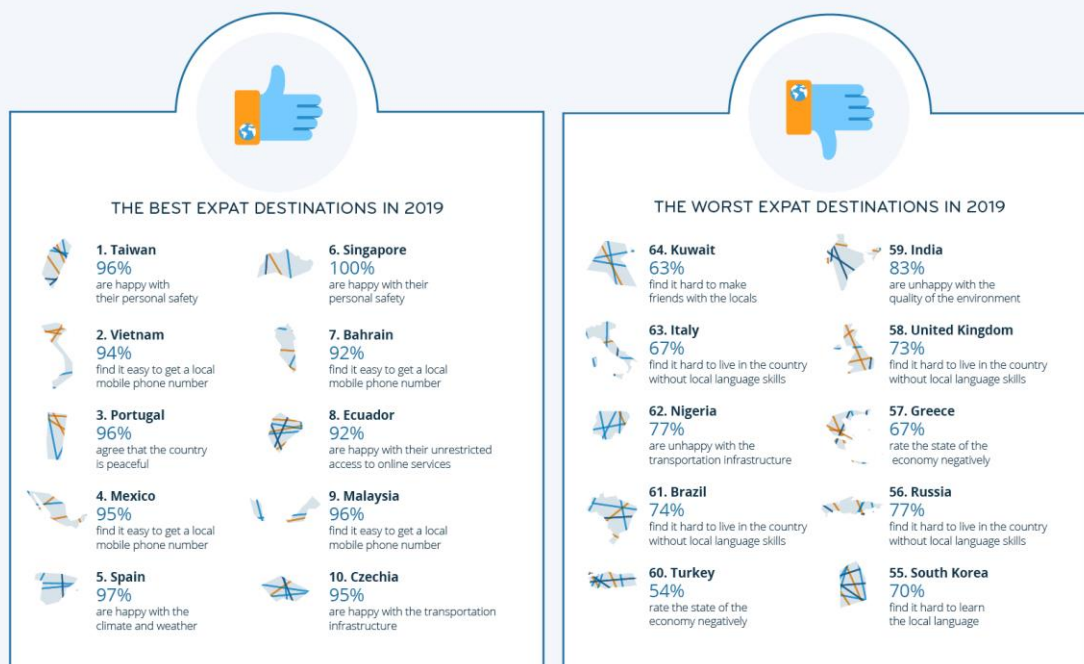 THE BEST EXPAT DESTINATIONS IN 2019
1. Taiwan
96%
are happy with
their personal safety
2. Vietnam
94%
find it easy to get a local
mobile phone number
3. Portugal
96%
agree that the country
is peaceful
4. Mexico
95%
find it easy to get a local
mobile phone number
5. Spain
97%
are happy with the
climate and weather
6. Singapore
100%
are happy with their
personal safety
7. Bahrain
92%
find it easy to get a local
mobile phone number
8. Ecuador
92%
are happy with their unrestricted
access to online services
9. Malaysia
96%
find it easy to get a local
mobile phone number
10. Czechia
95%
are happy with the transportation
infrastructure
THE WORST EXPAT DESTINATIONS IN 2019
64. Kuwait
63%
find it hard to make
friends with the locals
63. Italy
67%
find it hard to live in the country
without local language skills
62. Nigeria
77%
are unhappy with the
transportation infrastructure
61. Brazil
74%
find it hard to live in the country
without local language skills
60. Turkey
54%
rate the state of the
economy negatively
59. India
83%
are unhappy with the
quality of the environment
58. United Kingdom
73%
find it hard to live in the country
without local language skills
57. Greece
67%
rate the state of the
economy negatively
56. Russia
77%
find it hard to live in the country
without local language skills
55. South Korea
70%
find it hard to learn
the local language